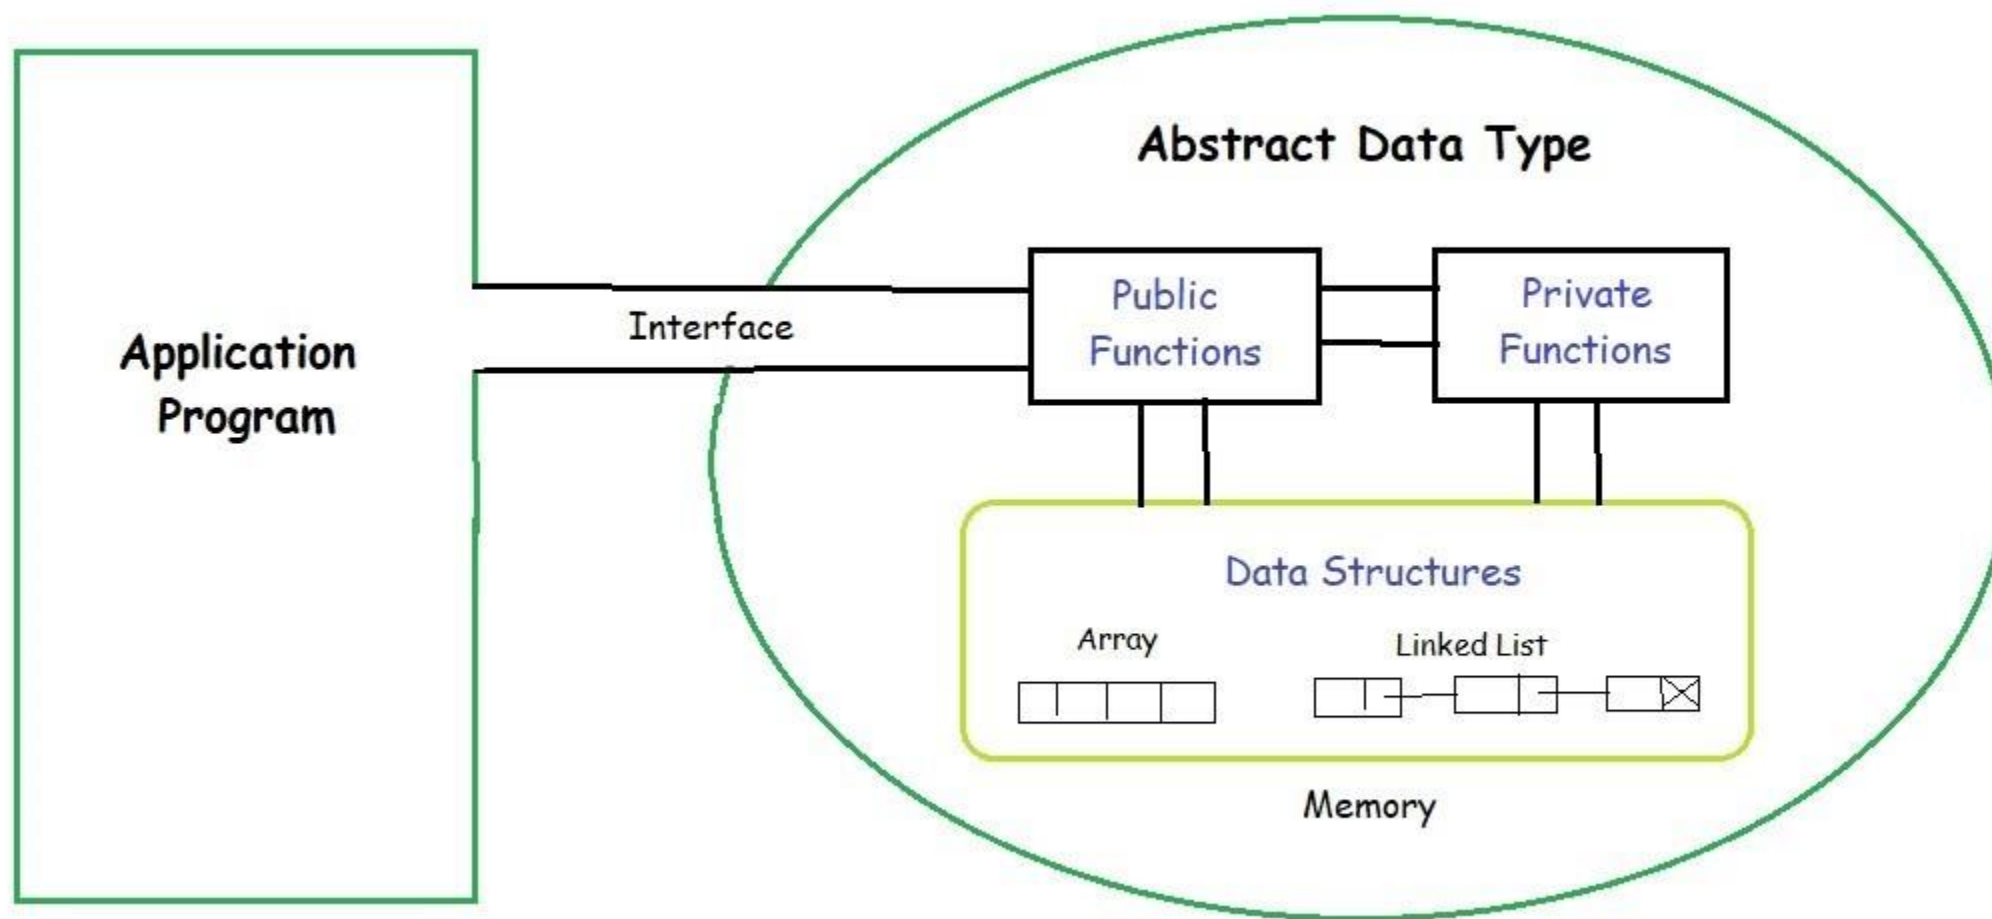 Abstract Data Type
Application
Program
Interface
Public
Functions
Private
Functions
Data Structures
Array
Linked List
Memory